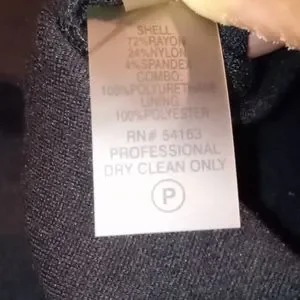 SHELL
72%RAYON
24%NYLON
4%SPANDEX
COMBO:
100%POLYURETHANE
LINING
100%POLYESTER
RN# 54163
PROFESSIONAL
DRY CLEAN ONLY
P